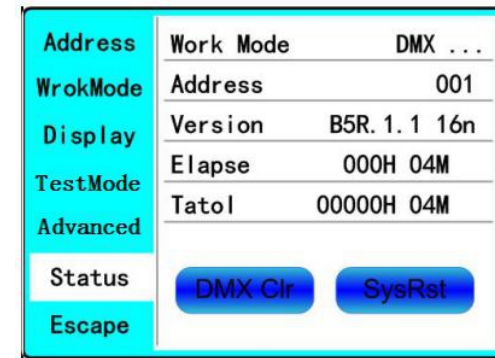 Address
WrokMode
Display
TestMode
Advanced
Status
Escape
Work Mode DMX ...
Address 001
Version B5R.1.1 16n
Elapse 000H 04M
Tatol 00000H 04M
DMX Clr SysRst